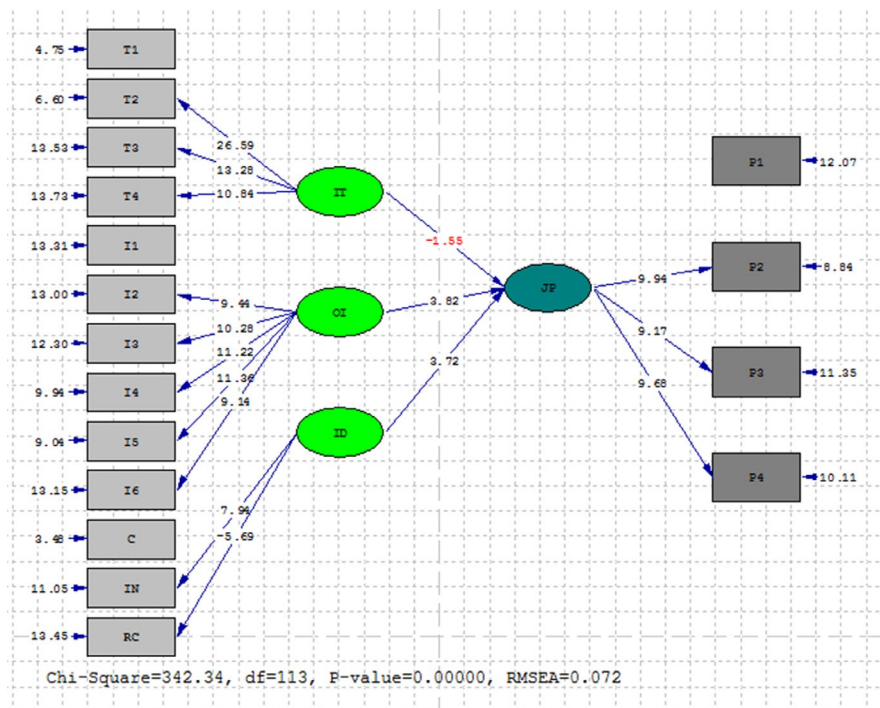 4.75 T1
6.60 T2
26.59
13.53 T3
13.28
13.73 T4
10.84
IT
13.31 I1
-1.55
13.00 I2
9.44
OI
3.82
JP
12.30 I3
10.28
11.22
9.94 I4
11.36
9.14
3.72
9.04 I5
ID
13.15 I6
7.94
3.48 C
-5.69
11.05 IN
13.45 RC
P1 12.07
9.94 P2 8.84
9.17 P3 11.35
9.68 P4 10.11
Chi-Square=342.34, df=113, P-value=0.00000, RMSEA=0.072